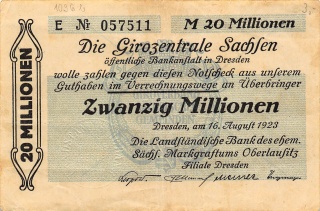 E № 057511 M 20 Millionen
Die Girozentrale Sachsen
öffentliche Bankanstalt in Dresden
wolle zahlen gegen diesen Notscheck aus unserem
Guthaben im Verrechnungswege an Überbringer
Zwanzig Millionen
Dresden, am 16. August 1923
Die Landständische Bank des ehem.
Sächs. Markgraftums Oberlausitz
Filiale Dresden
20 MILLIONEN